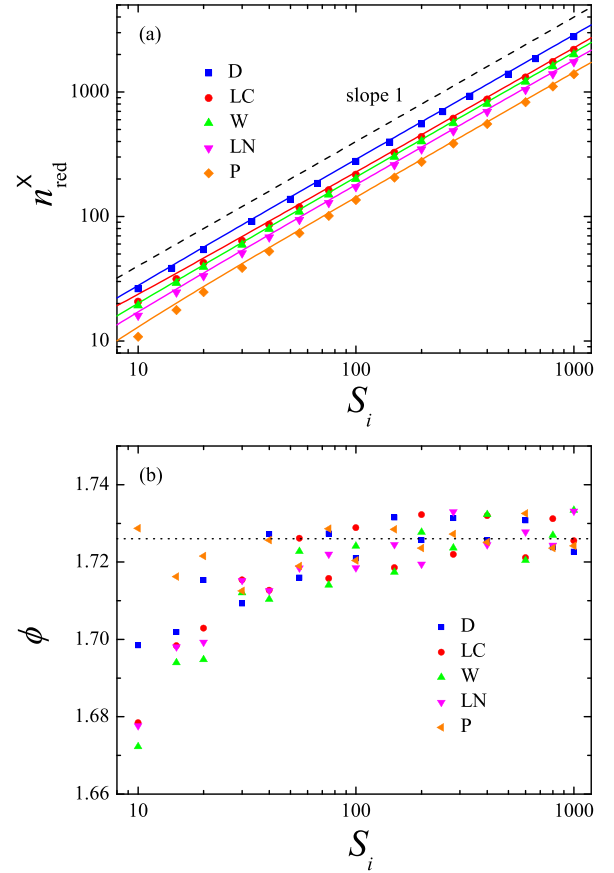 (a)
D
LC
W
LN
P
slope 1
1000
100
10
n^X_red
10 100 1000
S_i
(b)
1.74
1.72
1.70
1.68
1.66
ϕ
D
LC
W
LN
P
10 100 1000
S_i